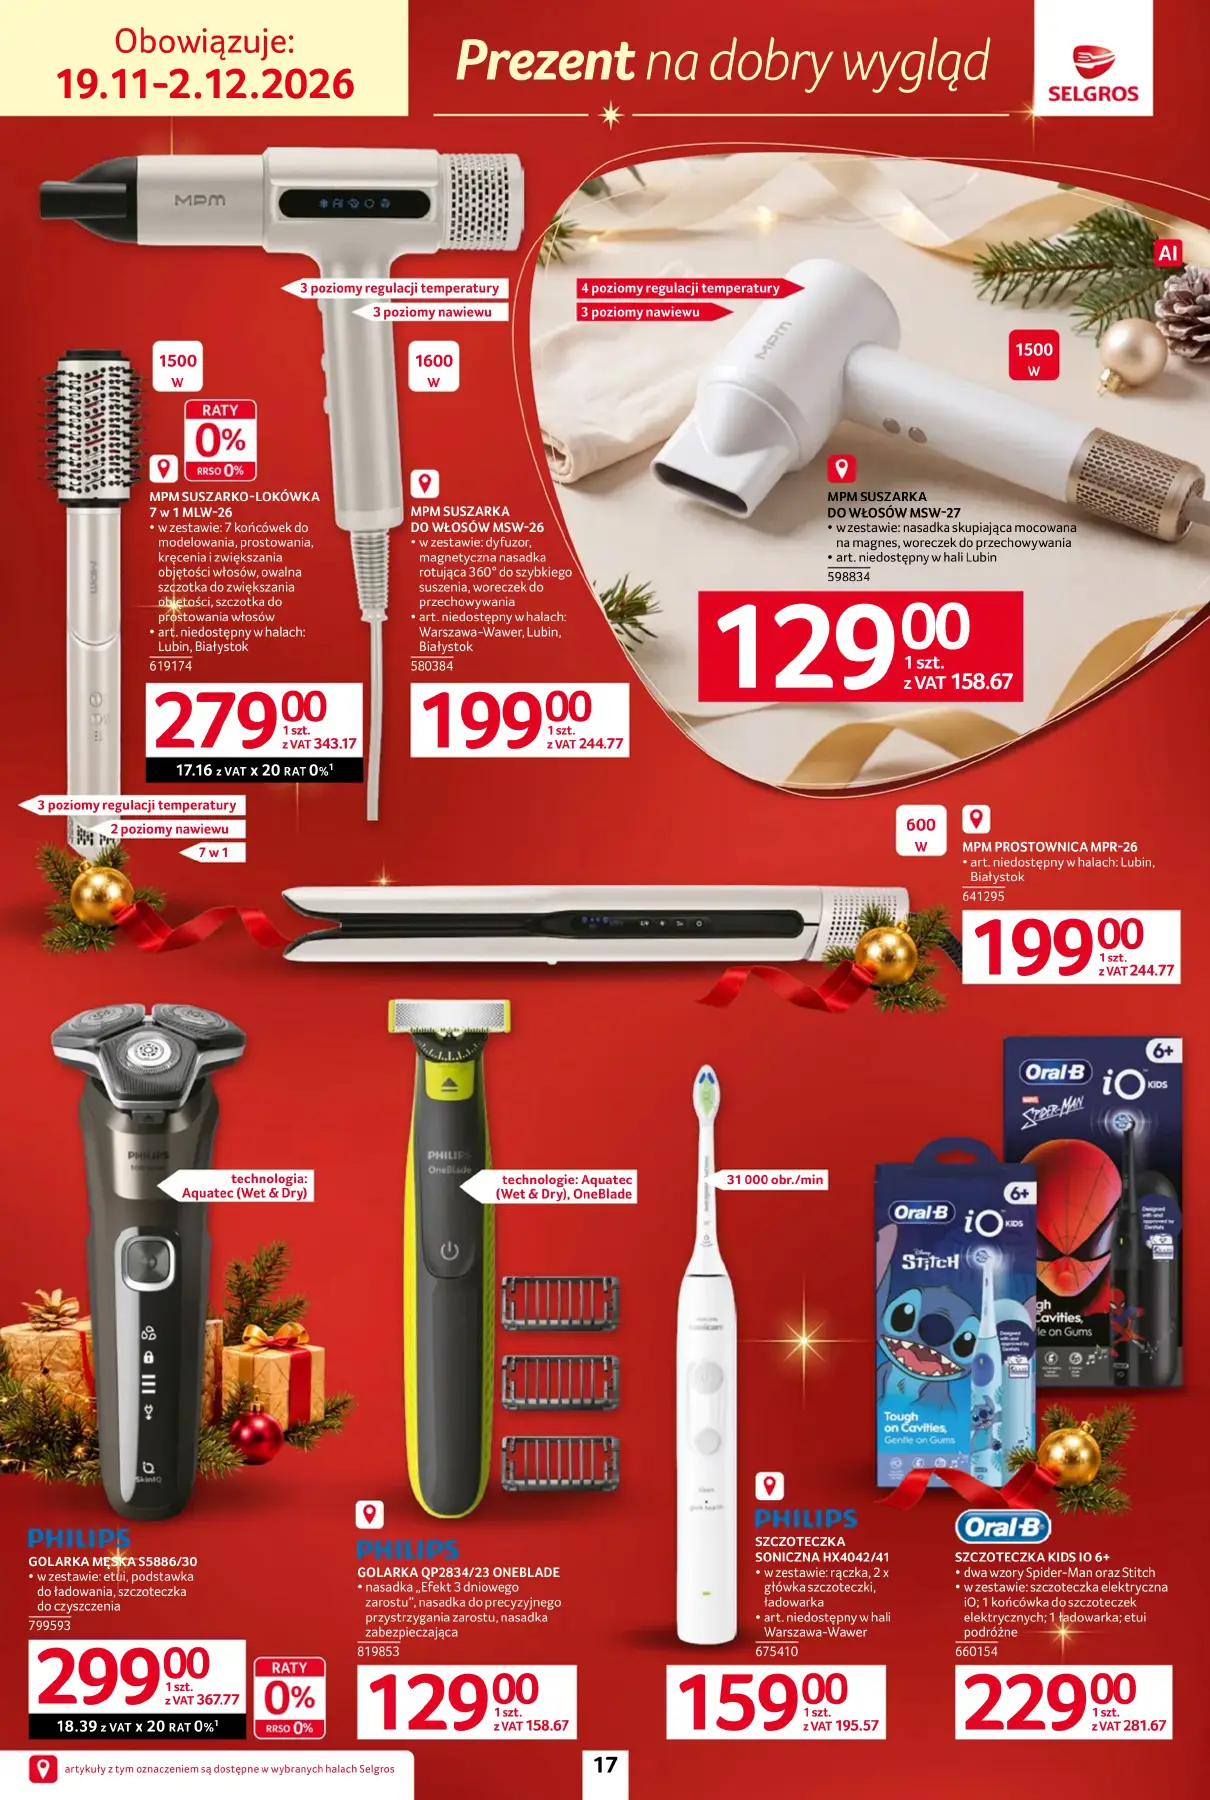 Obowiązuje:
19.11-2.12.2026
Prezent na dobry wygląd
SELGROS
MPM
3 poziomy regulacji temperatury
3 poziomy nawiewu
4 poziomy regulacji temperatury
3 poziomy nawiewu
AI
MPM
1500
W
1600
W
1500
W
RATY
0%
RRSO 0%
MPM SUSZARKO-LOKÓWKA
7 w 1 MLW-26
• w zestawie: 7 końcówek do
modelowania, prostowania,
kręcenia i zwiększania
objętości włosów, owalna
szczotka do zwiększania
objętości, szczotka do
prostowania włosów
• art. niedostępny w halach:
Lubin, Białystok
619174
279 00
1 szt.
z VAT 343.17
17.16 z VAT x 20 RAT 0%¹
MPM SUSZARKA
DO WŁOSÓW MSW-26
• w zestawie: dyfuzor,
magnetyczna nasadka
rotująca 360° do szybkiego
suszenia, woreczek do
przechowywania
• art. niedostępny w halach:
Warszawa-Wawer, Lubin,
Białystok
580384
199 00
1 szt.
z VAT 244.77
MPM SUSZARKA
DO WŁOSÓW MSW-27
• w zestawie: nasadka skupiająca mocowana
na magnes, woreczek do przechowywania
• art. niedostępny w hali Lubin
598834
129 00
1 szt.
z VAT 158.67
MPM
3 poziomy regulacji temperatury
2 poziomy nawiewu
7 w 1
600
W
MPM PROSTOWNICA MPR-26
• art. niedostępny w halach: Lubin,
Białystok
641295
199 00
1 szt.
z VAT 244.77
PHILIPS
technologia:
Aquatec (Wet & Dry)
SkinIQ
PHILIPS
OneBlade
technologie: Aquatec
(Wet & Dry), OneBlade
31 000 obr./min
Oral-B
iO KIDS
6+
MARVEL
SPIDER-MAN
Oral-B
iO KIDS
6+
Disney
STITCH
Tough
on Cavities,
Gentle on Gums
PHILIPS
GOLARKA MĘSKA S5886/30
• w zestawie: etui, podstawka
do ładowania, szczoteczka
do czyszczenia
799593
299 00
1 szt.
z VAT 367.77
18.39 z VAT x 20 RAT 0%¹
RATY
0%
RRSO 0%
PHILIPS
GOLARKA QP2834/23 ONEBLADE
• nasadka „Efekt 3 dniowego
zarostu”, nasadka do precyzyjnego
przystrzygania zarostu, nasadka
zabezpieczająca
819853
129 00
1 szt.
z VAT 158.67
PHILIPS
SZCZOTECZKA
SONICZNA HX4042/41
• w zestawie: rączka, 2 x
główka szczoteczki,
ładowarka
• art. niedostępny w hali
Warszawa-Wawer
675410
159 00
1 szt.
z VAT 195.57
Oral-B
SZCZOTECZKA KIDS IO 6+
• dwa wzory Spider-Man oraz Stitch
• w zestawie: szczoteczka elektryczna
iO; 1 końcówka do szczoteczek
elektrycznych; 1 ładowarka; etui
podróżne
660154
229 00
1 szt.
z VAT 281.67
artykuły z tym oznaczeniem są dostępne w wybranych halach Selgros
17